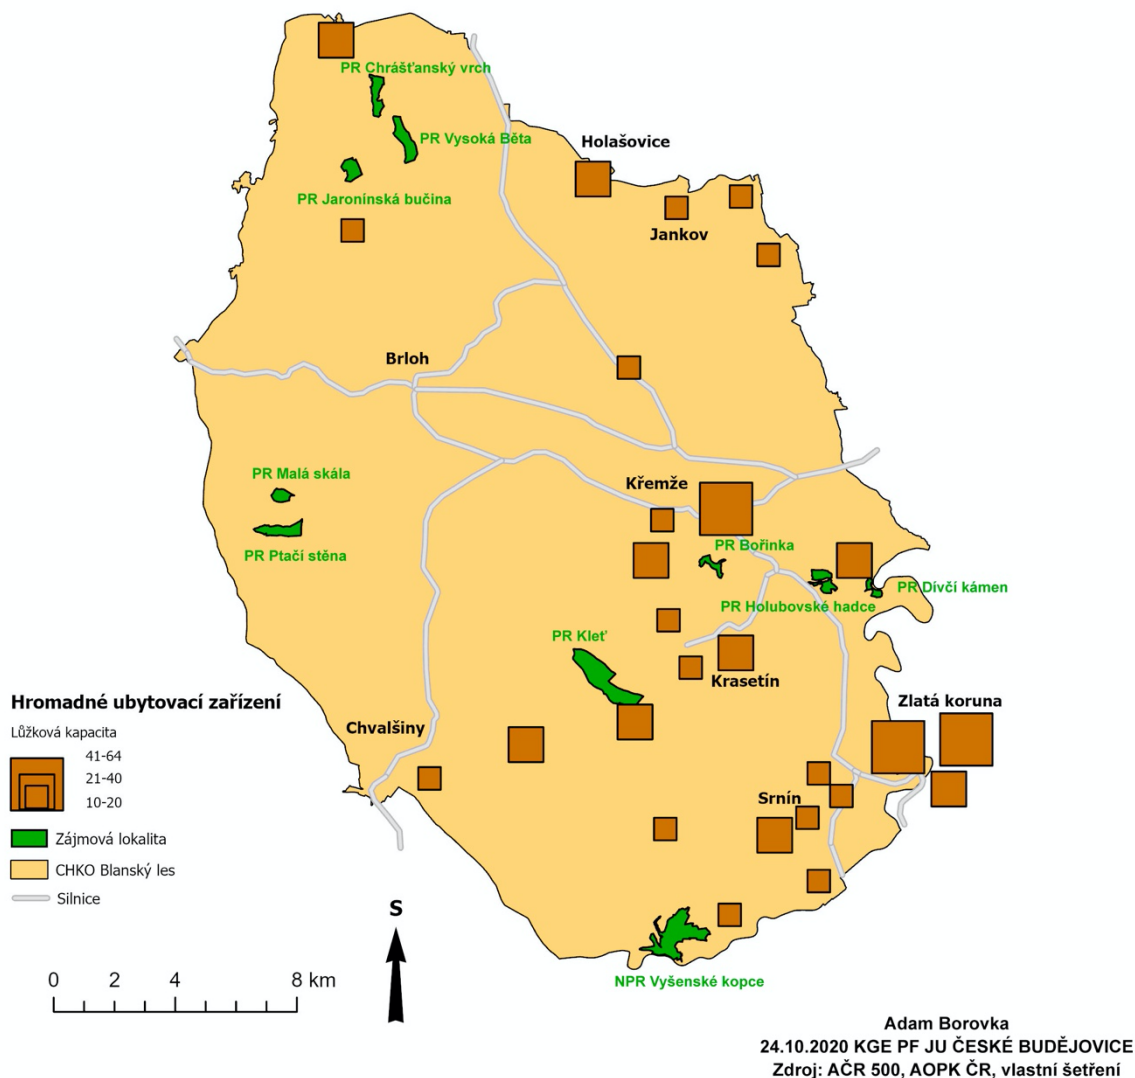 PR Chrášťanský vrch
PR Vysoká Běta
Holašovice
PR Jaronínská bučina
Jankov
Brloh
PR Malá skála
Křemže
PR Ptačí stěna
PR Bořinka
PR Dívčí kámen
PR Holubovské hadce
PR Kleť
Krasetín
Hromadné ubytovací zařízení
Zlatá koruna
Lůžková kapacita
Chvalšiny
41-64
21-40
10-20
Srnín
Zájmová lokalita
CHKO Blanský les
Silnice
S
NPR Vyšenské kopce
0 2 4 8 km
Adam Borovka
24.10.2020 KGE PF JU ČESKÉ BUDĚJOVICE
Zdroj: AČR 500, AOPK ČR, vlastní šetření